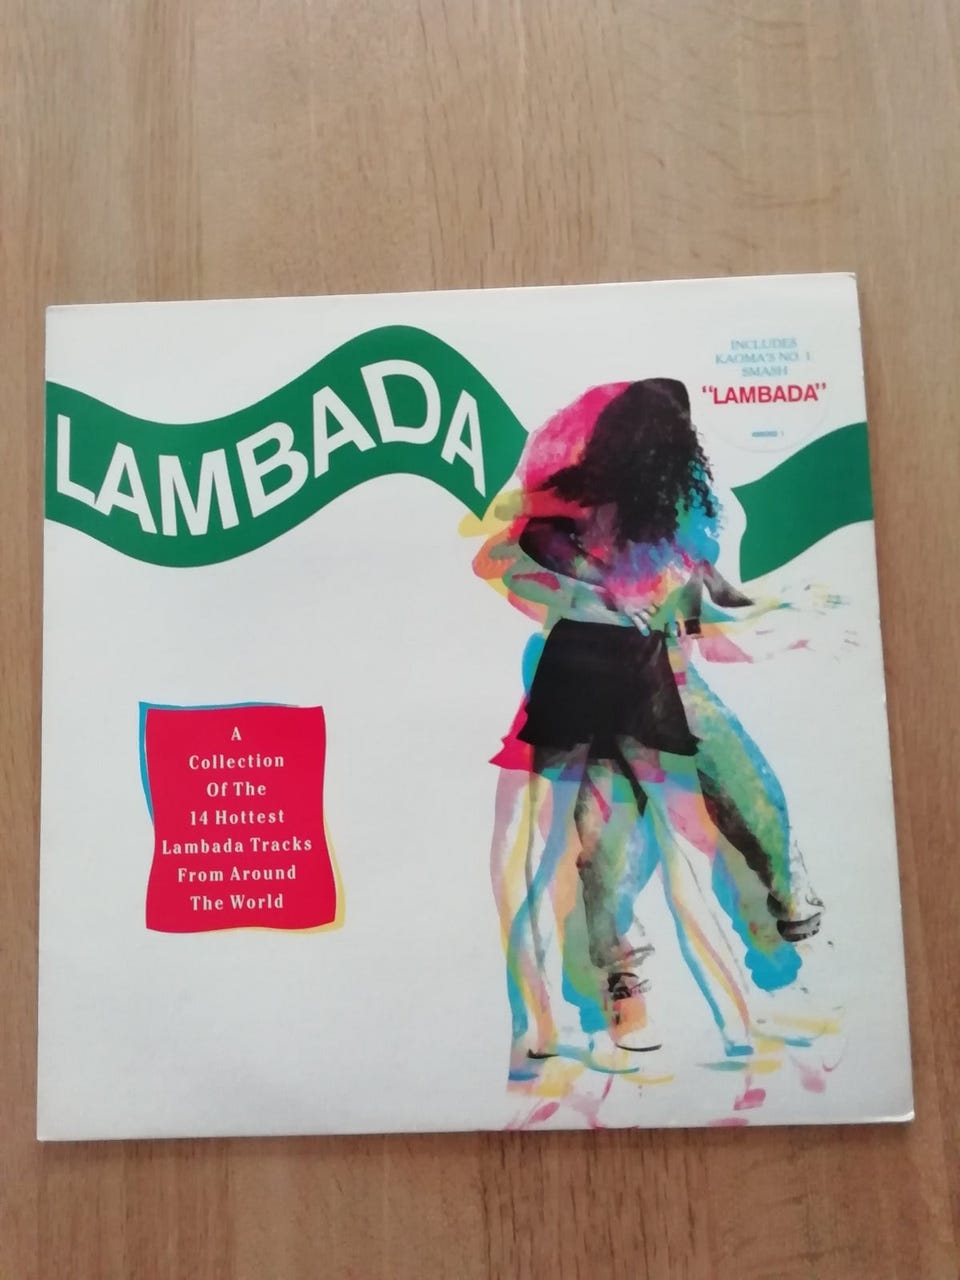 LAMBADA
INCLUDES
KAOMA'S NO. 1
SMASH
"LAMBADA"
A
Collection
Of The
14 Hottest
Lambada Tracks
From Around
The World